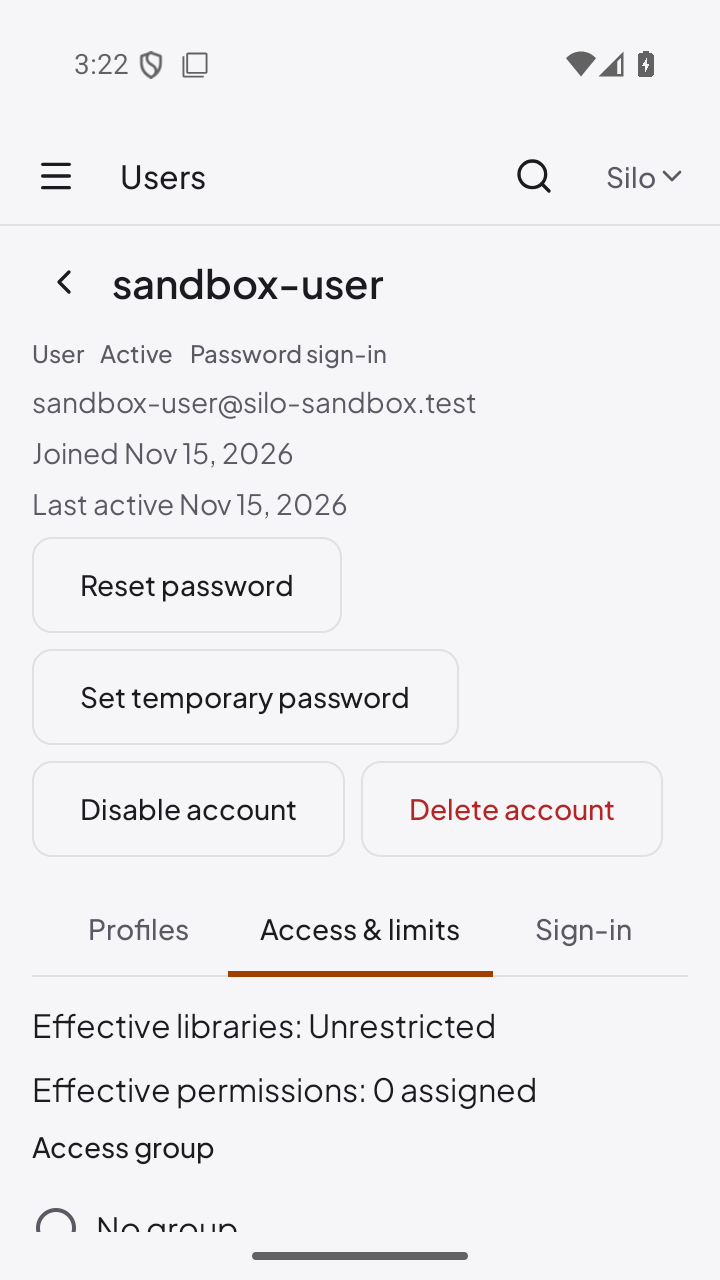 3:22
Users
Silo
sandbox-user
User Active Password sign-in
sandbox-user@silo-sandbox.test
Joined Nov 15, 2026
Last active Nov 15, 2026
Reset password
Set temporary password
Disable account Delete account
Profiles Access & limits Sign-in
Effective libraries: Unrestricted
Effective permissions: 0 assigned
Access group
No group